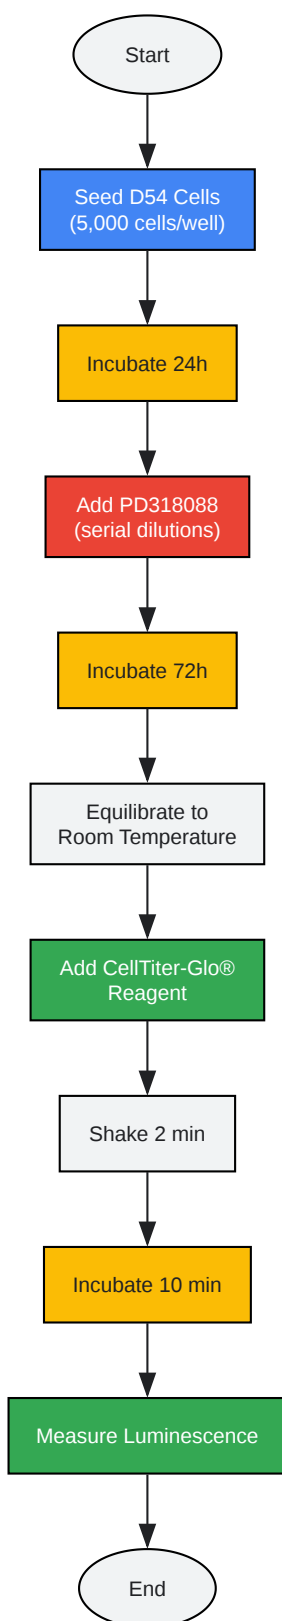 Start
Seed D54 Cells
(5,000 cells/well)
Incubate 24h
Add PD318088
(serial dilutions)
Incubate 72h
Equilibrate to
Room Temperature
Add CellTiter-Glo®
Reagent
Shake 2 min
Incubate 10 min
Measure Luminescence
End